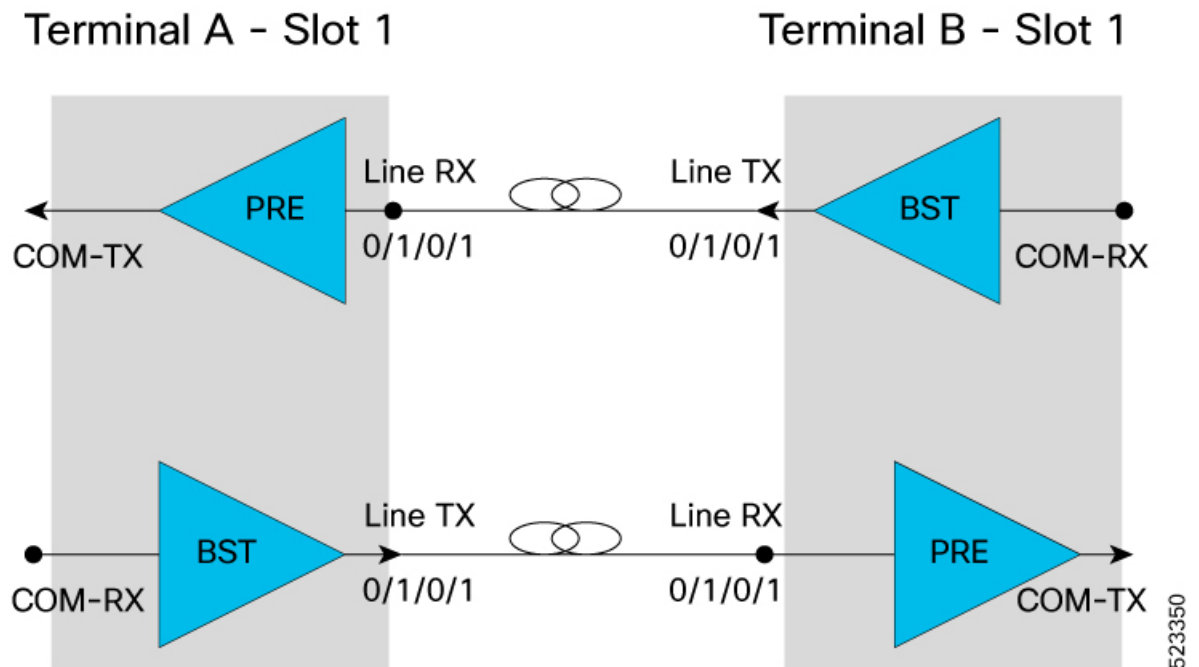 Terminal A - Slot 1
Terminal B - Slot 1
Line RX
Line TX
PRE
BST
COM-TX
0/1/0/1
0/1/0/1
COM-RX
Line TX
Line RX
BST
PRE
COM-RX
0/1/0/1
0/1/0/1
COM-TX
523350